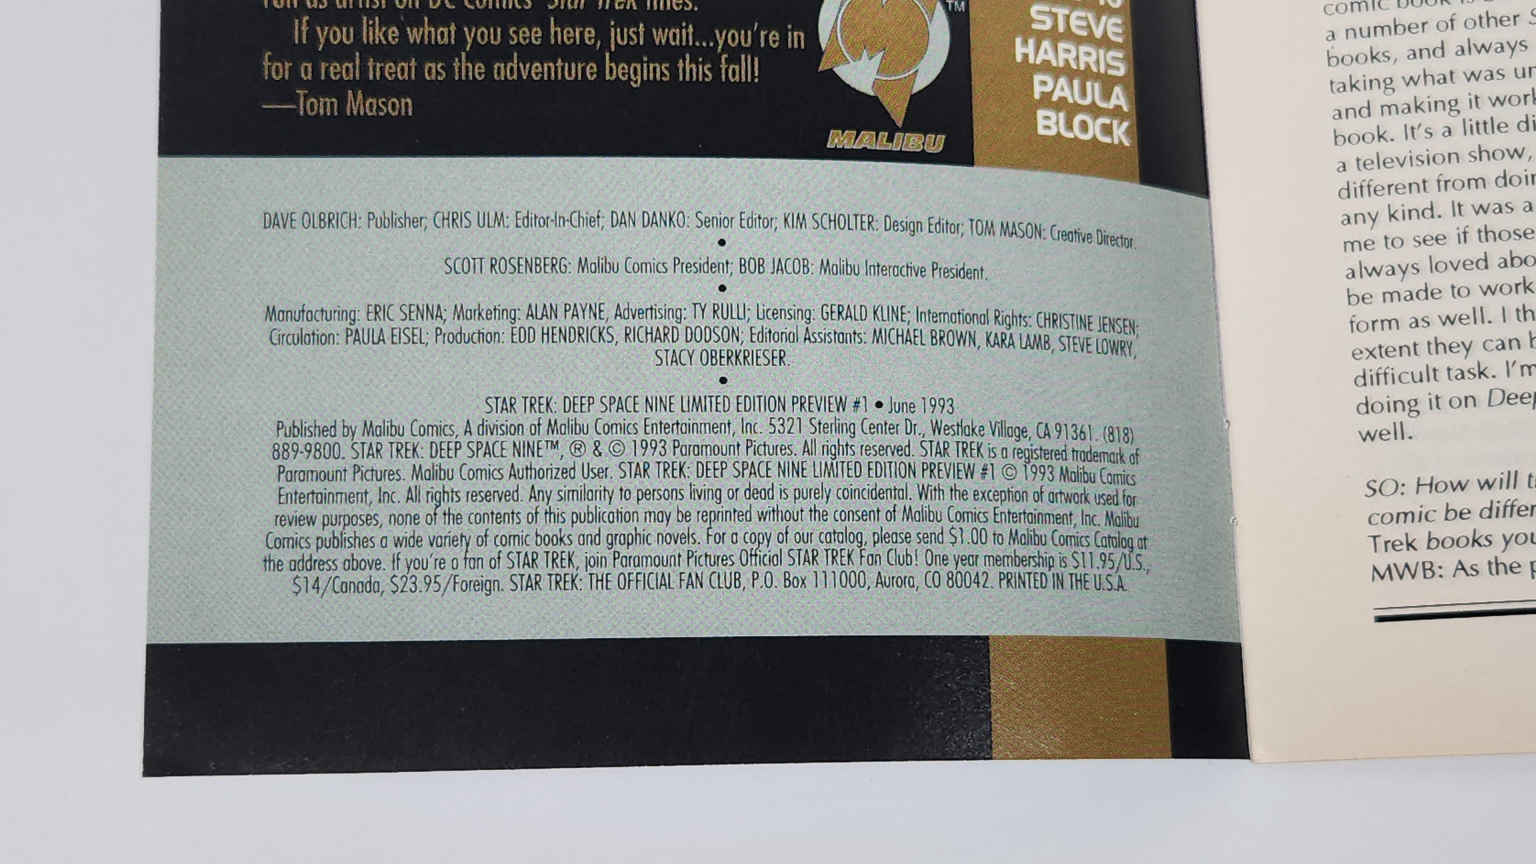 run as artist on DC Comics' Star Trek titles.
If you like what you see here, just wait...you're in
for a real treat as the adventure begins this fall!
—Tom Mason
TM
MALIBU
STEVE
HARRIS
PAULA
BLOCK
DAVE OLBRICH: Publisher; CHRIS ULM: Editor-In-Chief; DAN DANKO: Senior Editor; KIM SCHOLTER: Design Editor; TOM MASON: Creative Director.
•
SCOTT ROSENBERG: Malibu Comics President; BOB JACOB: Malibu Interactive President.
•
Manufacturing: ERIC SENNA; Marketing: ALAN PAYNE, Advertising: TY RULLI; Licensing: GERALD KLINE; International Rights: CHRISTINE JENSEN;
Circulation: PAULA EISEL; Production: EDD HENDRICKS, RICHARD DODSON; Editorial Assistants: MICHAEL BROWN, KARA LAMB, STEVE LOWRY,
STACY OBERKRIESER.
•
STAR TREK: DEEP SPACE NINE LIMITED EDITION PREVIEW #1 • June 1993
Published by Malibu Comics, A division of Malibu Comics Entertainment, Inc. 5321 Sterling Center Dr., Westlake Village, CA 91361. (818)
889-9800. STAR TREK: DEEP SPACE NINE™, ® & © 1993 Paramount Pictures. All rights reserved. STAR TREK is a registered trademark of
Paramount Pictures. Malibu Comics Authorized User. STAR TREK: DEEP SPACE NINE LIMITED EDITION PREVIEW #1 © 1993 Malibu Comics
Entertainment, Inc. All rights reserved. Any similarity to persons living or dead is purely coincidental. With the exception of artwork used for
review purposes, none of the contents of this publication may be reprinted without the consent of Malibu Comics Entertainment, Inc. Malibu
Comics publishes a wide variety of comic books and graphic novels. For a copy of our catalog, please send $1.00 to Malibu Comics Catalog at
the address above. If you're a fan of STAR TREK, join Paramount Pictures Official STAR TREK Fan Club! One year membership is $11.95/U.S.,
$14/Canada, $23.95/Foreign. STAR TREK: THE OFFICIAL FAN CLUB, P.O. Box 111000, Aurora, CO 80042. PRINTED IN THE U.S.A.
comic book is
a number of other
books, and always
taking what was
and making it work
book. It's a little
a television show,
different from
any kind. It was a
me to see if those
always loved
be made to work
form as well. I
extent they can
difficult task. I'm
doing it on Deep
well.
SO: How will
comic be
Trek books you
MWB: As the